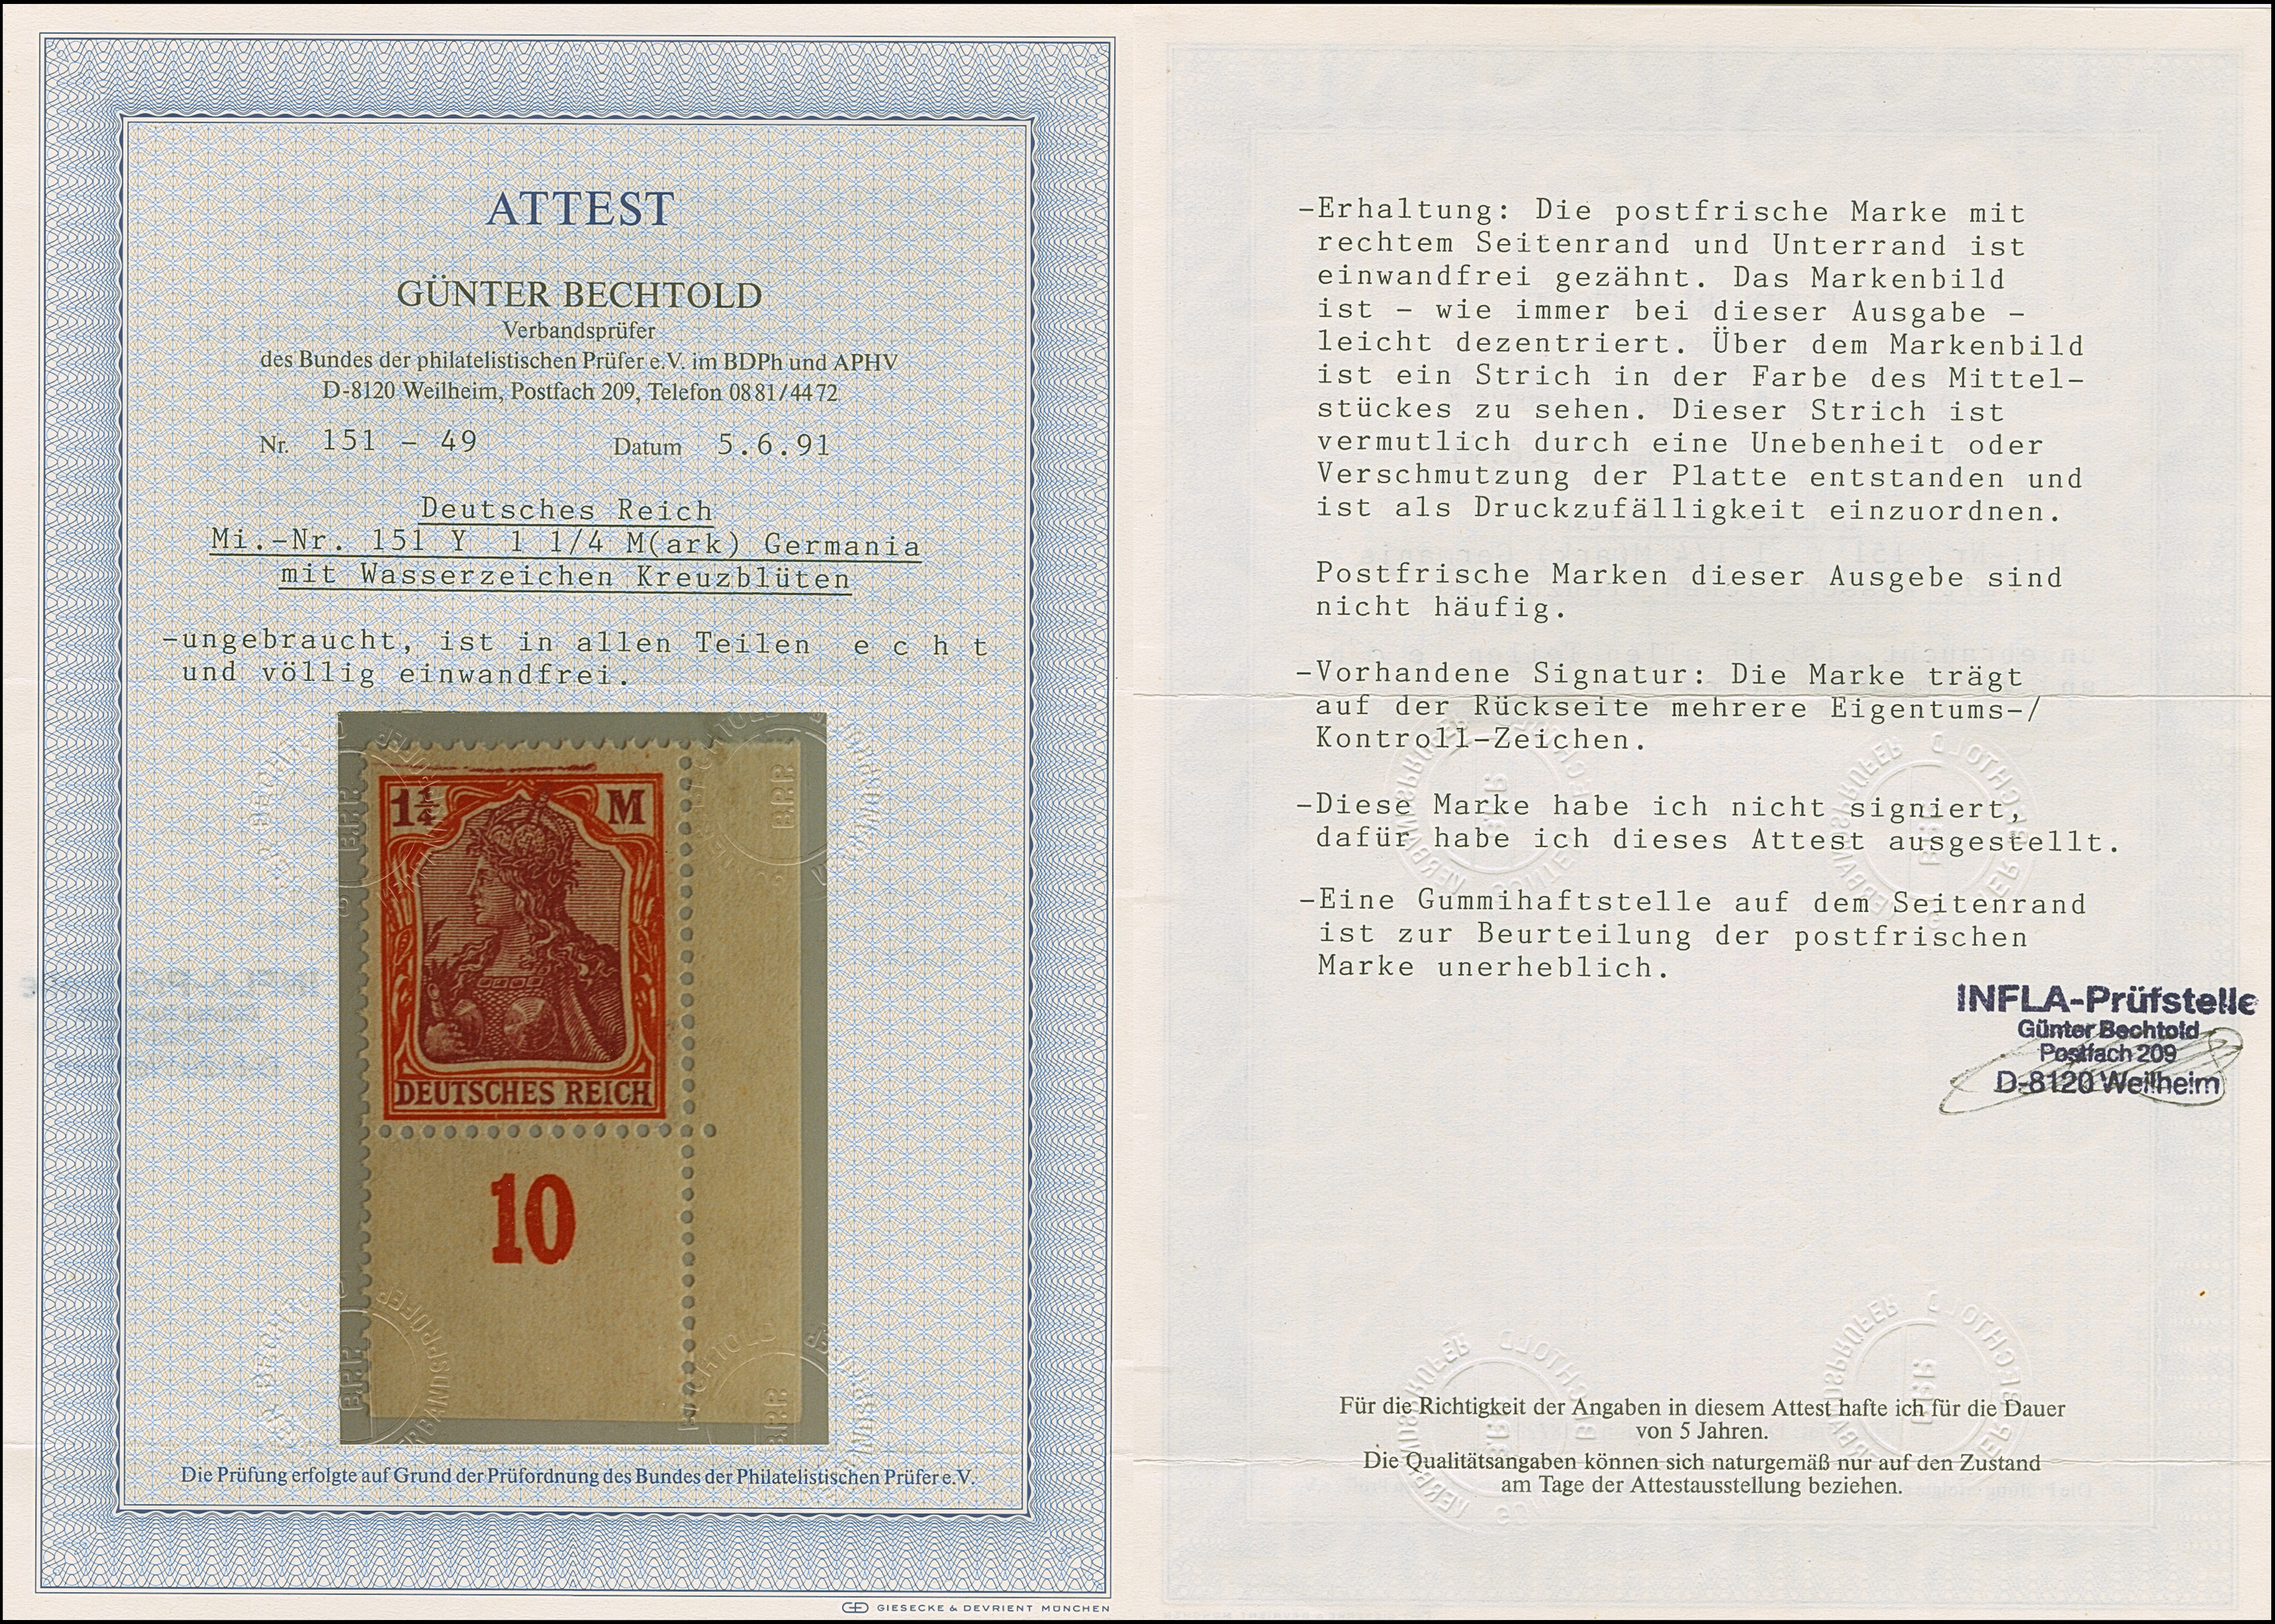 ATTEST
GÜNTER BECHTOLD
Verbandsprüfer
des Bundes der philatelistischen Prüfer e.V. im BDPh und APHV
D-8120 Weilheim, Postfach 209, Telefon 0881/4472
Nr. 151 - 49 Datum 5.6.91
Deutsches Reich
Mi.-Nr. 151 Y 1 1/4 M(ark) Germania
mit Wasserzeichen Kreuzblüten
-ungebraucht, ist in allen Teilen e c h t
und völlig einwandfrei.
1¼ M
DEUTSCHES REICH
10
Die Prüfung erfolgte auf Grund der Prüfordnung des Bundes der Philatelistischen Prüfer e.V.
GIESECKE & DEVRIENT MÜNCHEN
-Erhaltung: Die postfrische Marke mit
rechtem Seitenrand und Unterrand ist
einwandfrei gezähnt. Das Markenbild
ist - wie immer bei dieser Ausgabe -
leicht dezentriert. Über dem Markenbild
ist ein Strich in der Farbe des Mittel-
stückes zu sehen. Dieser Strich ist
vermutlich durch eine Unebenheit oder
Verschmutzung der Platte entstanden und
ist als Druckzufälligkeit einzuordnen.
Postfrische Marken dieser Ausgebe sind
nicht häufig.
-Vorhandene Signatur: Die Marke trägt
auf der Rückseite mehrere Eigentums-/
Kontroll-Zeichen.
-Diese Marke habe ich nicht signiert,
dafür habe ich dieses Attest ausgestellt.
-Eine Gummihaftstelle auf dem Seitenrand
ist zur Beurteilung der postfrischen
Marke unerheblich.
INFLA-Prüfstelle
Günter Bechtold
Postfach 209
D-8120 Weilheim
Für die Richtigkeit der Angaben in diesem Attest hafte ich für die Dauer
von 5 Jahren.
Die Qualitätsangaben können sich naturgemäß nur auf den Zustand
am Tage der Attestausstellung beziehen.